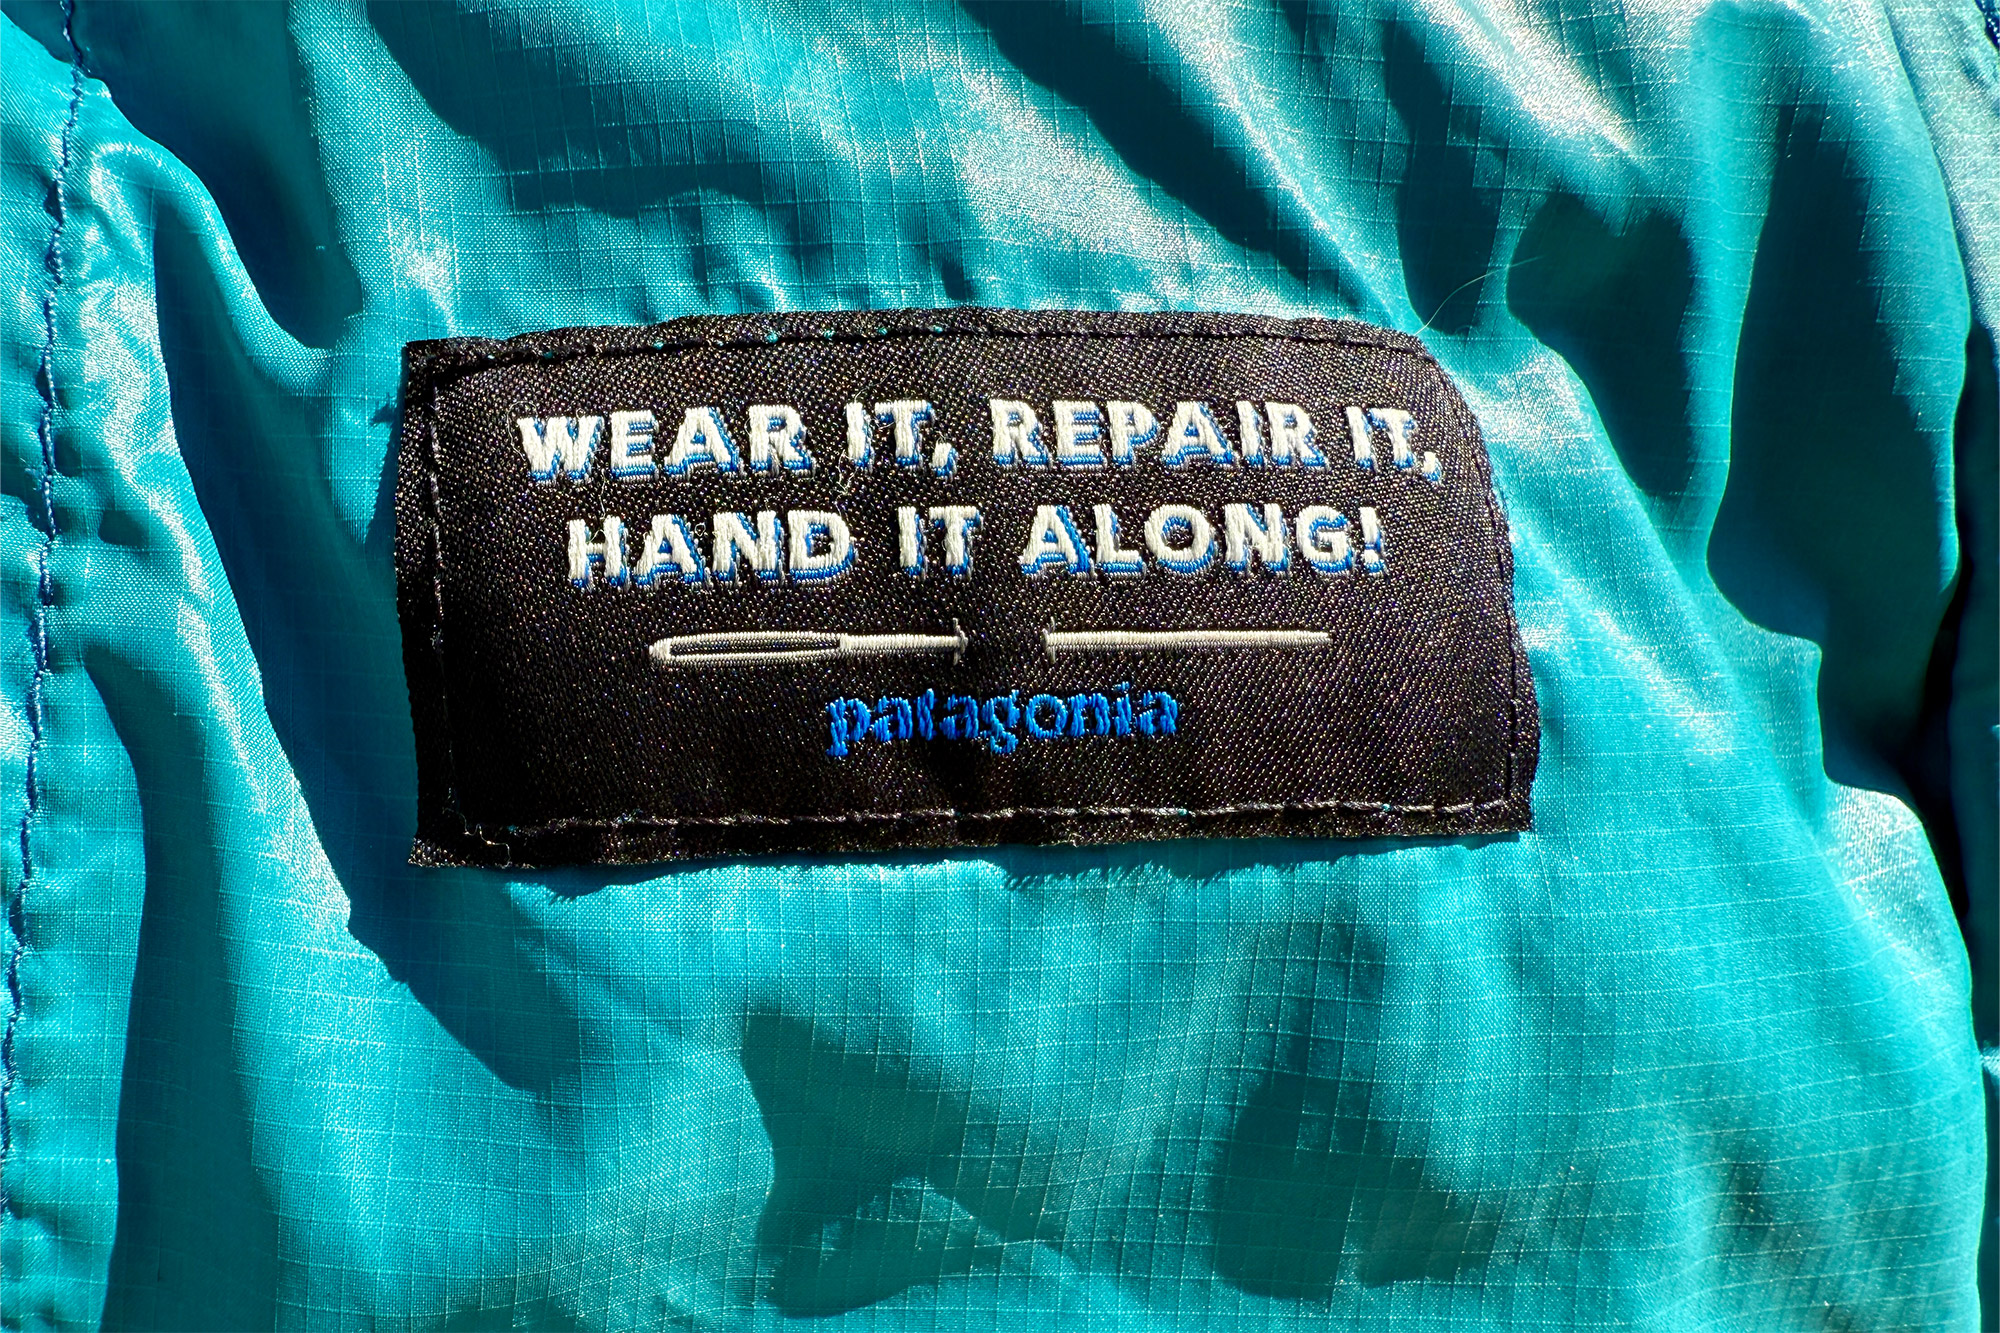 WEAR IT, REPAIR IT,
HAND IT ALONG!
patagonia